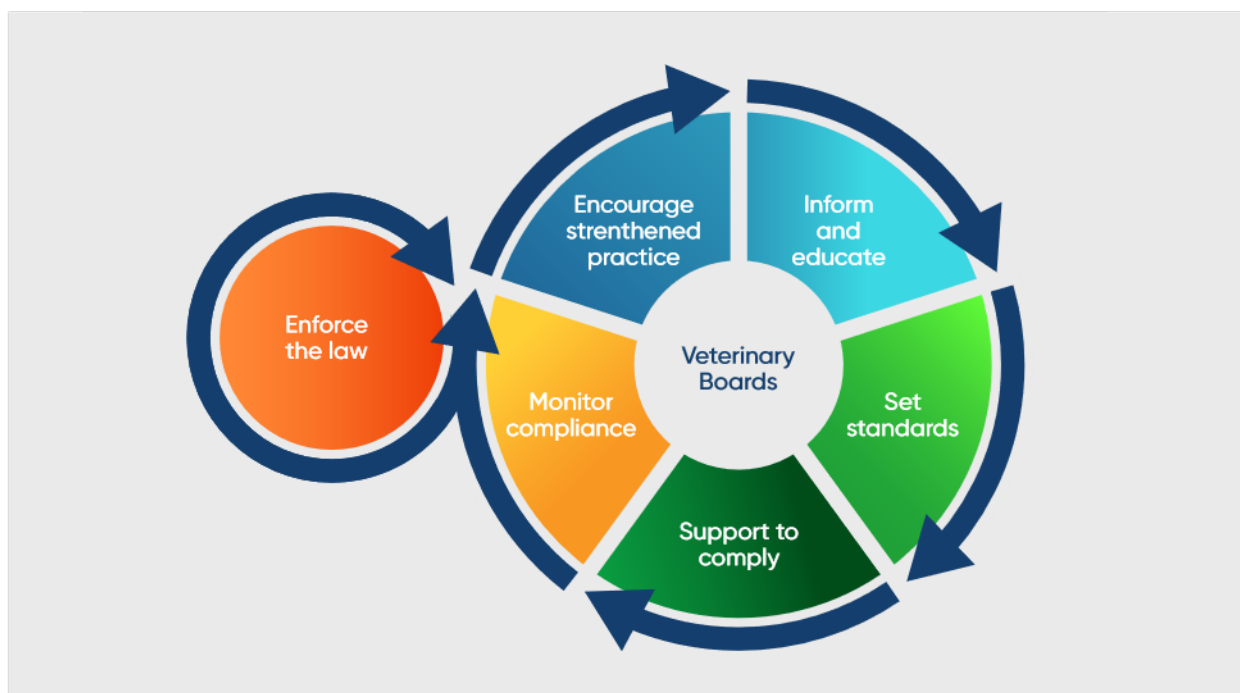 Encourage
strenthened
practice
Inform
and
educate
Enforce
the law
Veterinary
Boards
Monitor
compliance
Set
standards
Support to
comply